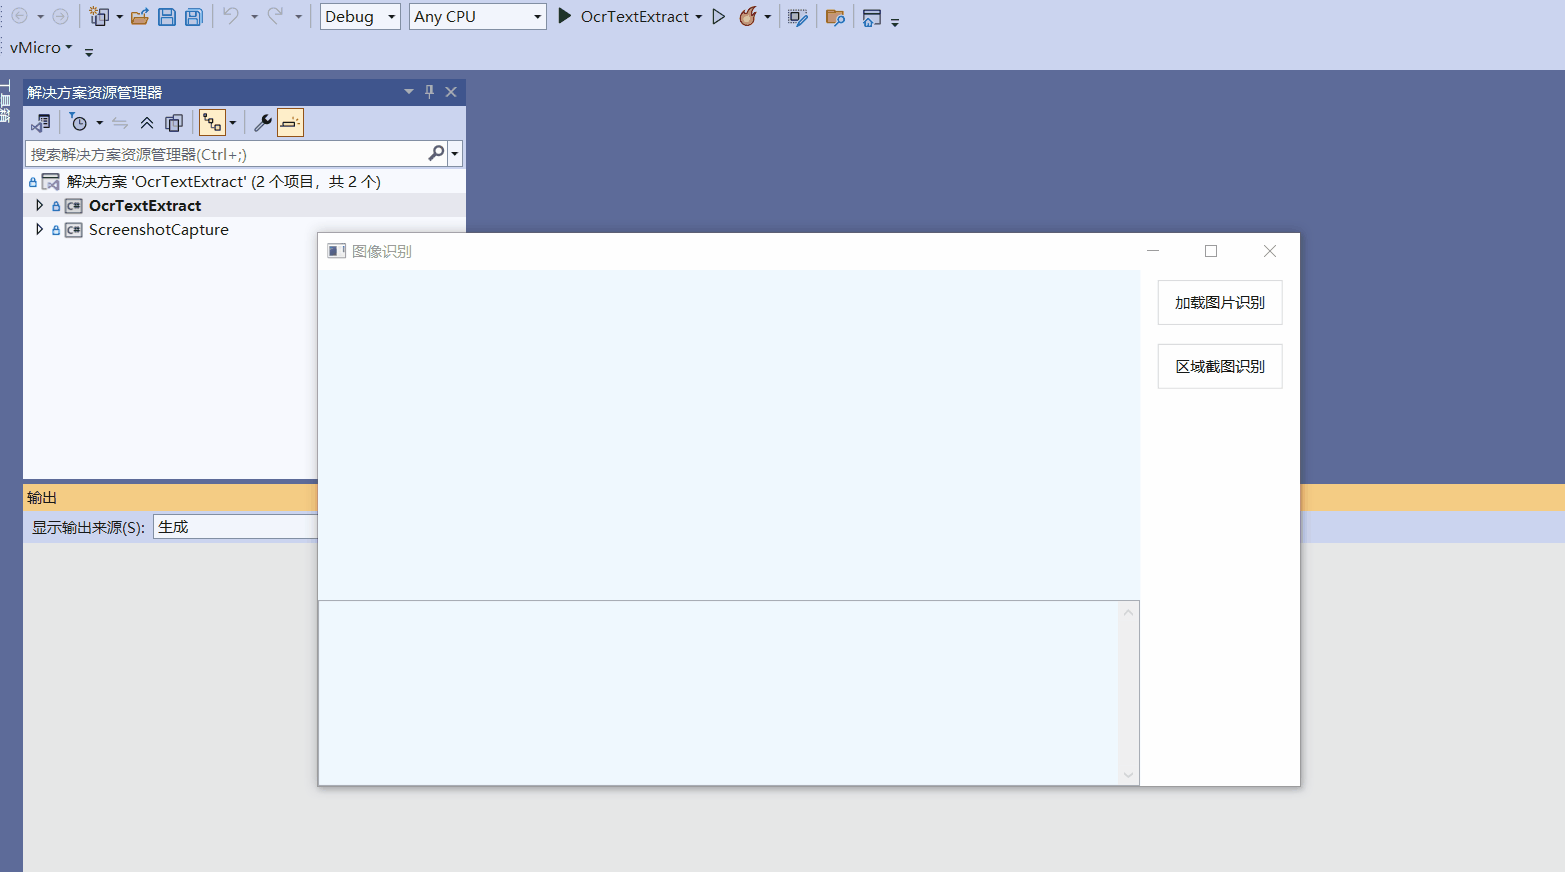 Debug
Any CPU
OcrTextExtract
vMicro
工具箱
解决方案资源管理器
搜索解决方案资源管理器(Ctrl+;)
解决方案 'OcrTextExtract' (2 个项目，共 2 个)
C# OcrTextExtract
C# ScreenshotCapture
图像识别
加载图片识别
区域截图识别
输出
显示输出来源(S): 生成